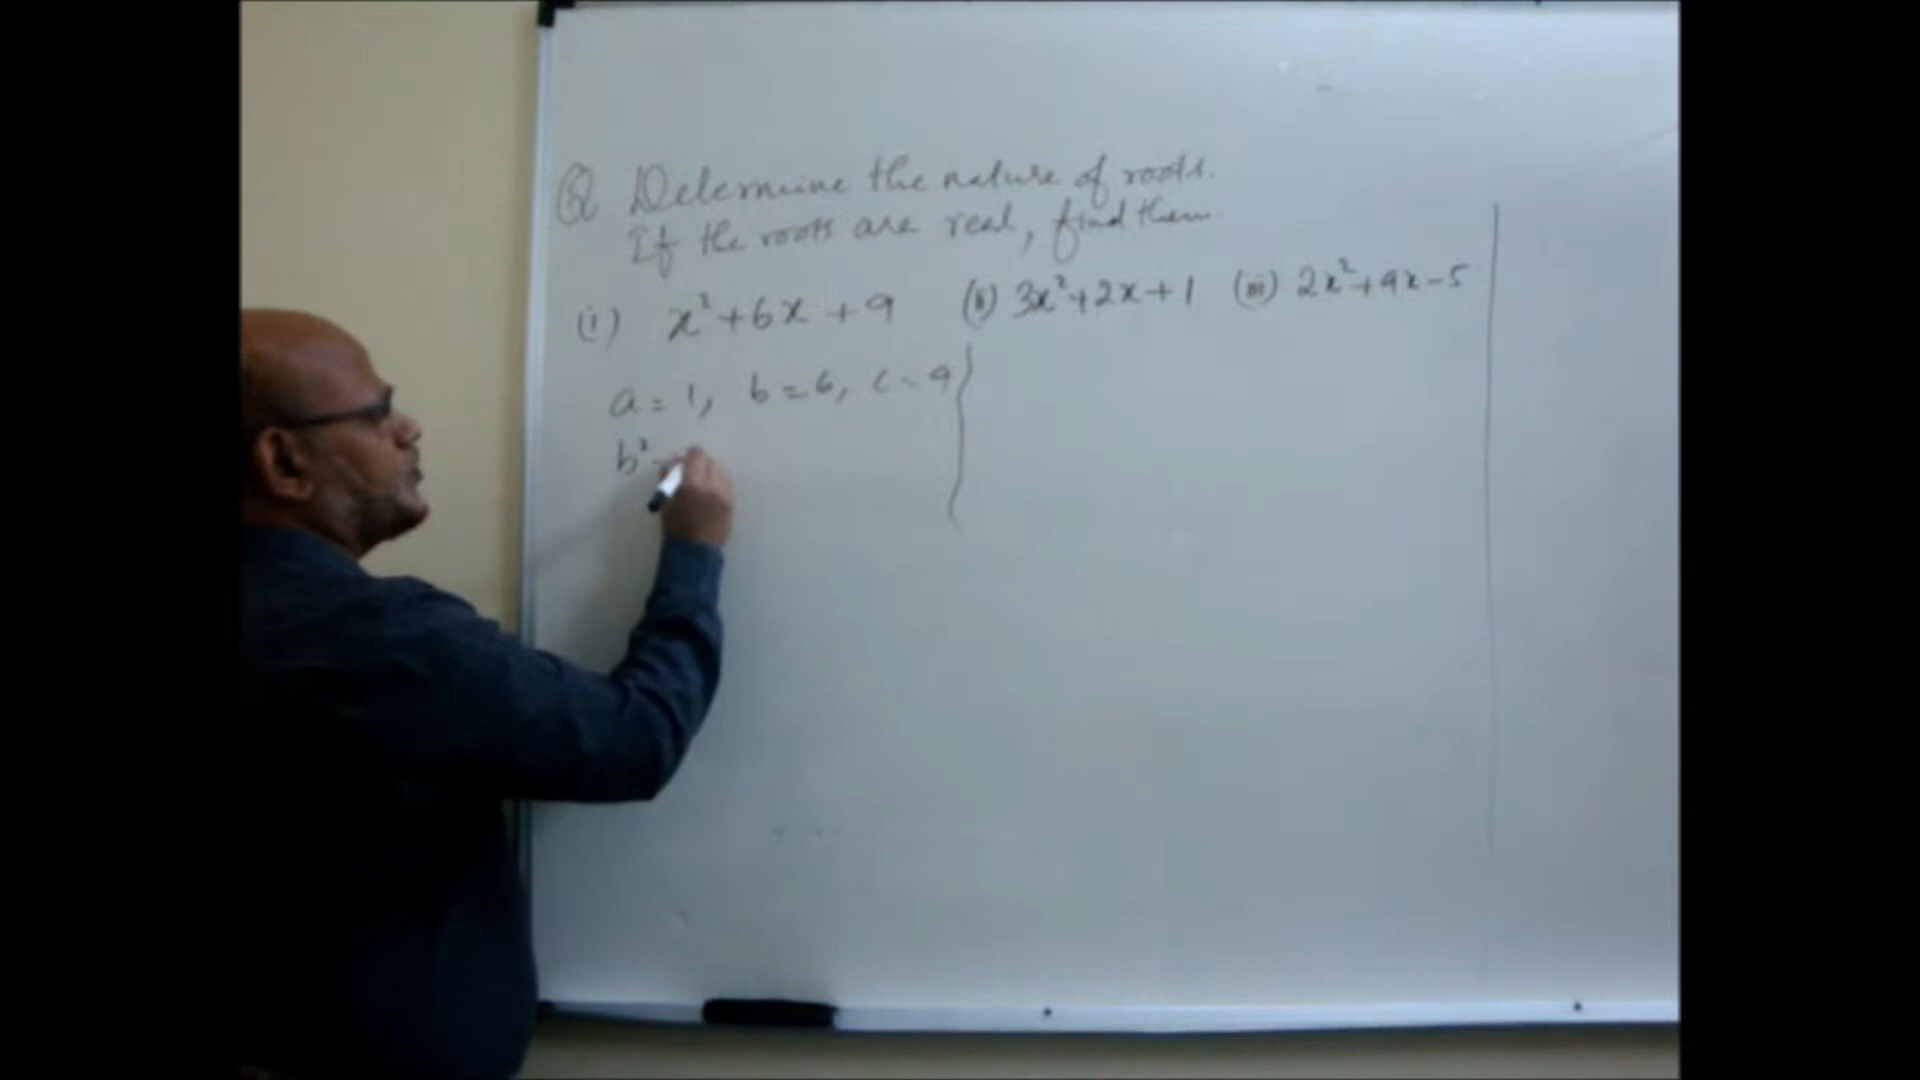 Q Determine the nature of roots.
If the roots are real, find them
(i) x²+6x+9 (ii) 3x²+2x+1 (iii) 2x²+9x-5
a=1, b=6, c=9
b²-